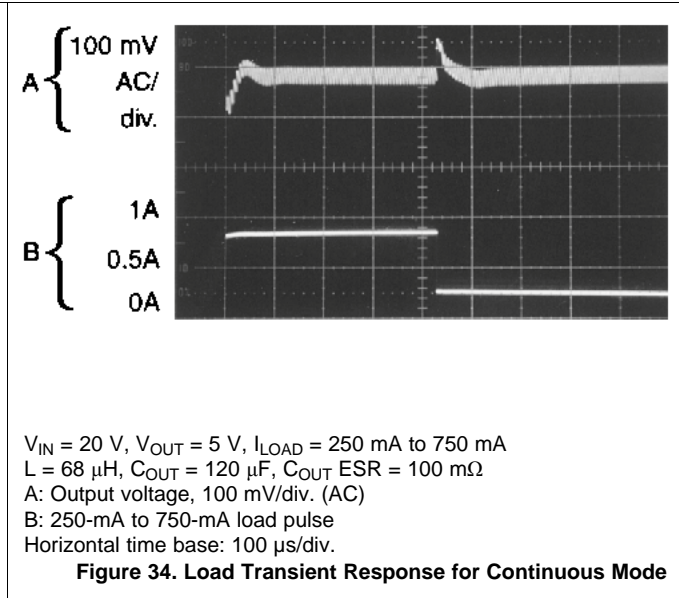 A { 100 mV
AC/
div.
B { 1A
0.5A
0A
V_IN = 20 V, V_OUT = 5 V, I_LOAD = 250 mA to 750 mA
L = 68 μH, C_OUT = 120 μF, C_OUT ESR = 100 mΩ
A: Output voltage, 100 mV/div. (AC)
B: 250-mA to 750-mA load pulse
Horizontal time base: 100 µs/div.
Figure 34. Load Transient Response for Continuous Mode